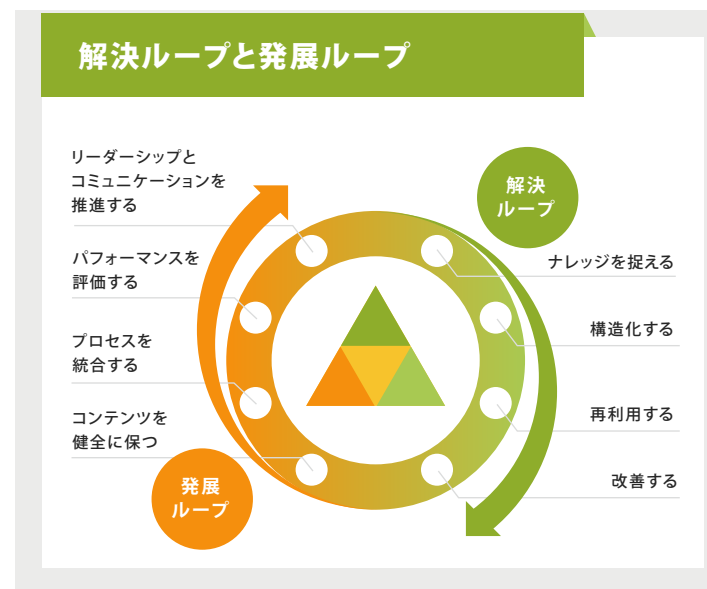 解決ループと発展ループ
リーダーシップと
コミュニケーションを
推進する
パフォーマンスを
評価する
プロセスを
統合する
コンテンツを
健全に保つ
発展
ループ
解決
ループ
ナレッジを捉える
構造化する
再利用する
改善する